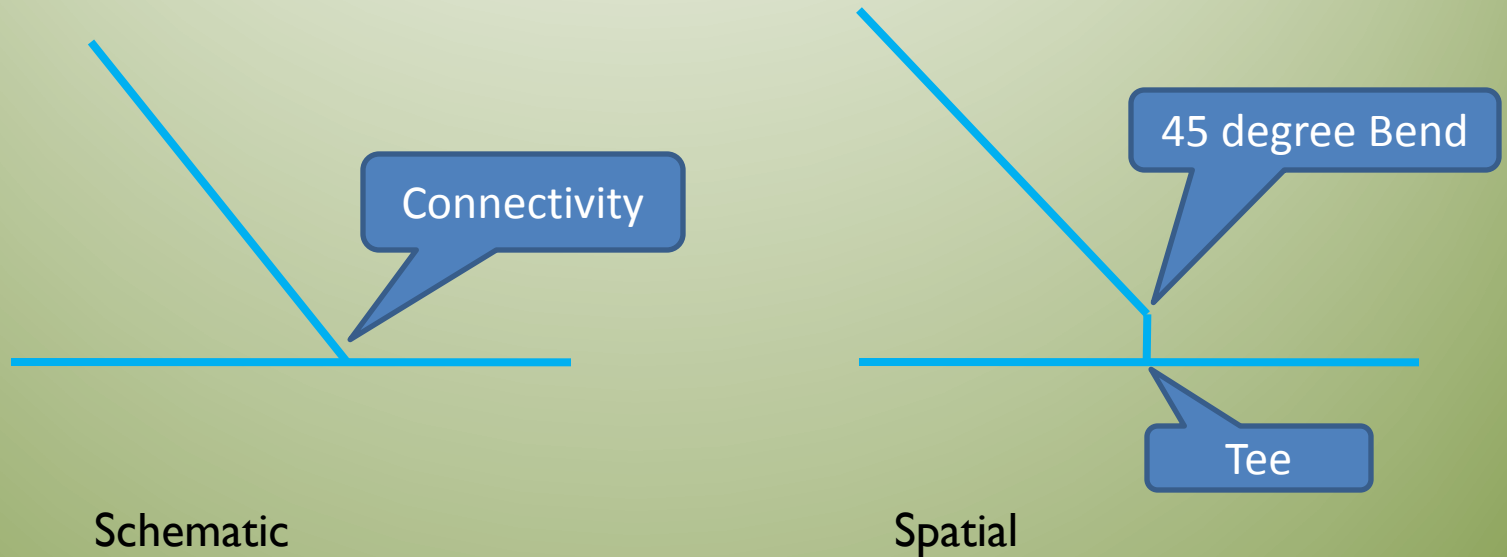 Connectivity
45 degree Bend
Tee
Schematic
Spatial